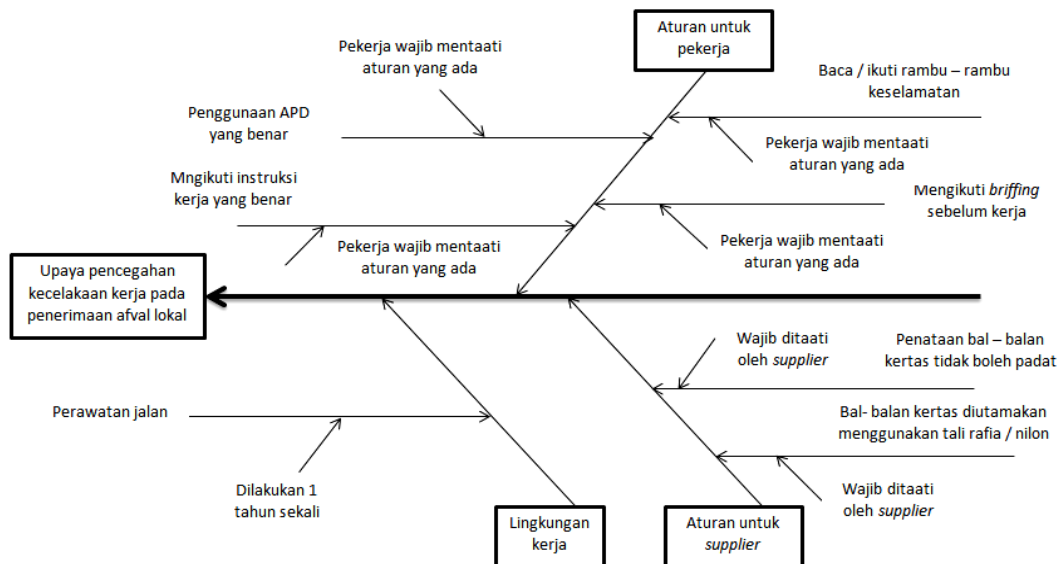 Aturan untuk
pekerja
Pekerja wajib mentaati
aturan yang ada
Baca / ikuti rambu – rambu
keselamatan
Penggunaan APD
yang benar
Pekerja wajib mentaati
aturan yang ada
Mngikuti instruksi
kerja yang benar
Mengikuti briffing
sebelum kerja
Pekerja wajib mentaati
aturan yang ada
Pekerja wajib mentaati
aturan yang ada
Upaya pencegahan
kecelakaan kerja pada
penerimaan afval lokal
Wajib ditaati
oleh supplier
Penataan bal – balan
kertas tidak boleh padat
Perawatan jalan
Bal- balan kertas diutamakan
menggunakan tali rafia / nilon
Dilakukan 1
tahun sekali
Wajib ditaati
oleh supplier
Lingkungan
kerja
Aturan untuk
supplier